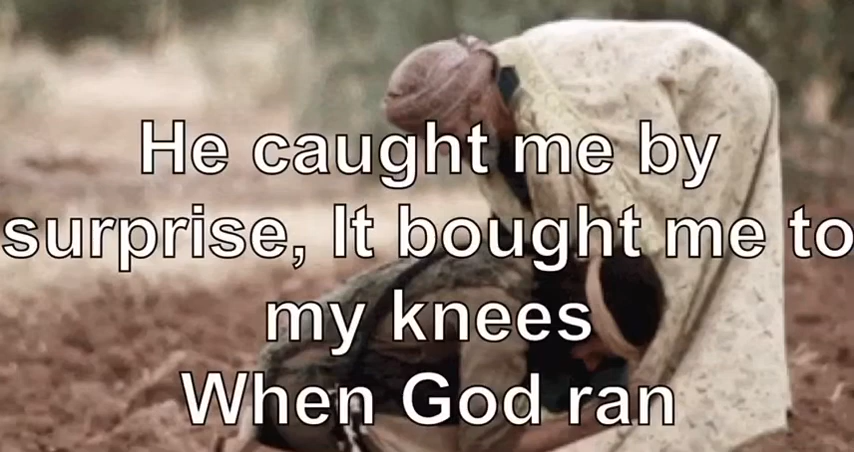 He caught me by
surprise, It bought me to
my knees
When God ran